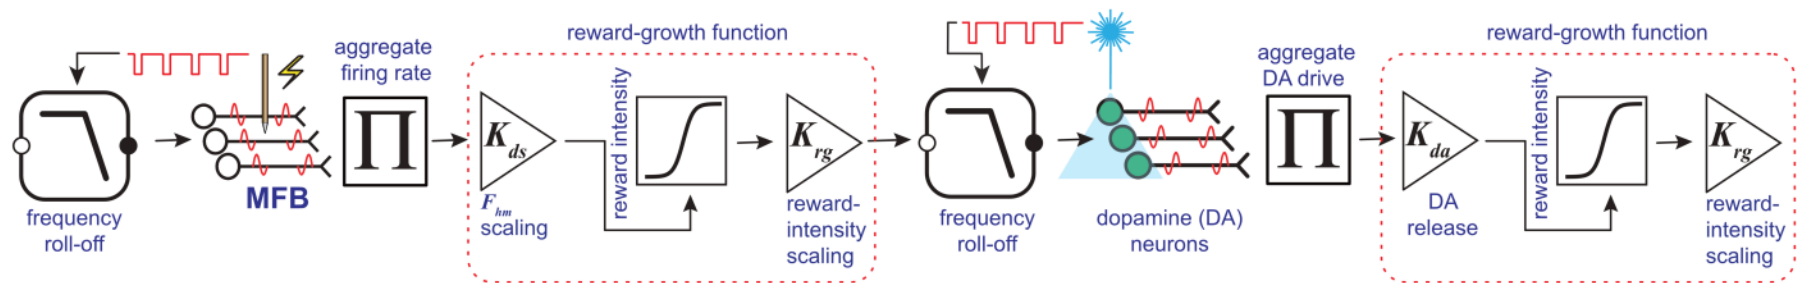 reward-growth function
aggregate
firing rate
frequency
roll-off
MFB
∏
K_ds
F_hm
scaling
reward intensity
K_rg
reward-
intensity
scaling
frequency
roll-off
dopamine (DA)
neurons
aggregate
DA drive
∏
reward-growth function
K_da
DA
release
reward intensity
K_rg
reward-
intensity
scaling